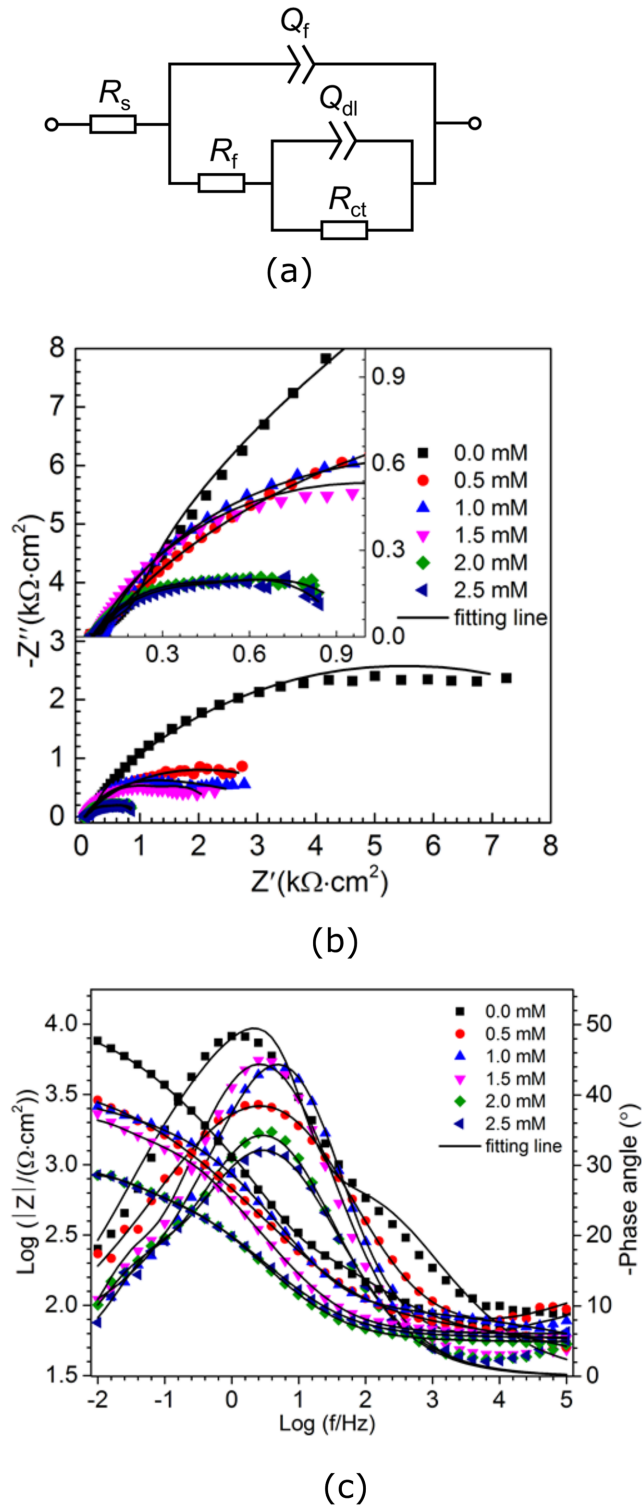 Qf
Rs
Qdl
Rf
Rct
(a)
8
7
6
5
4
3
2
1
0
-Z″(kΩ·cm²)
0.9
0.6
0.3
0.0
0.3 0.6 0.9
0.0 mM
0.5 mM
1.0 mM
1.5 mM
2.0 mM
2.5 mM
fitting line
0 1 2 3 4 5 6 7 8
Z′(kΩ·cm²)
(b)
4.0
3.5
3.0
2.5
2.0
1.5
Log (|Z|/(Ω·cm²))
0.0 mM
0.5 mM
1.0 mM
1.5 mM
2.0 mM
2.5 mM
fitting line
50
40
30
20
10
0
-Phase angle (°)
-2 -1 0 1 2 3 4 5
Log (f/Hz)
(c)